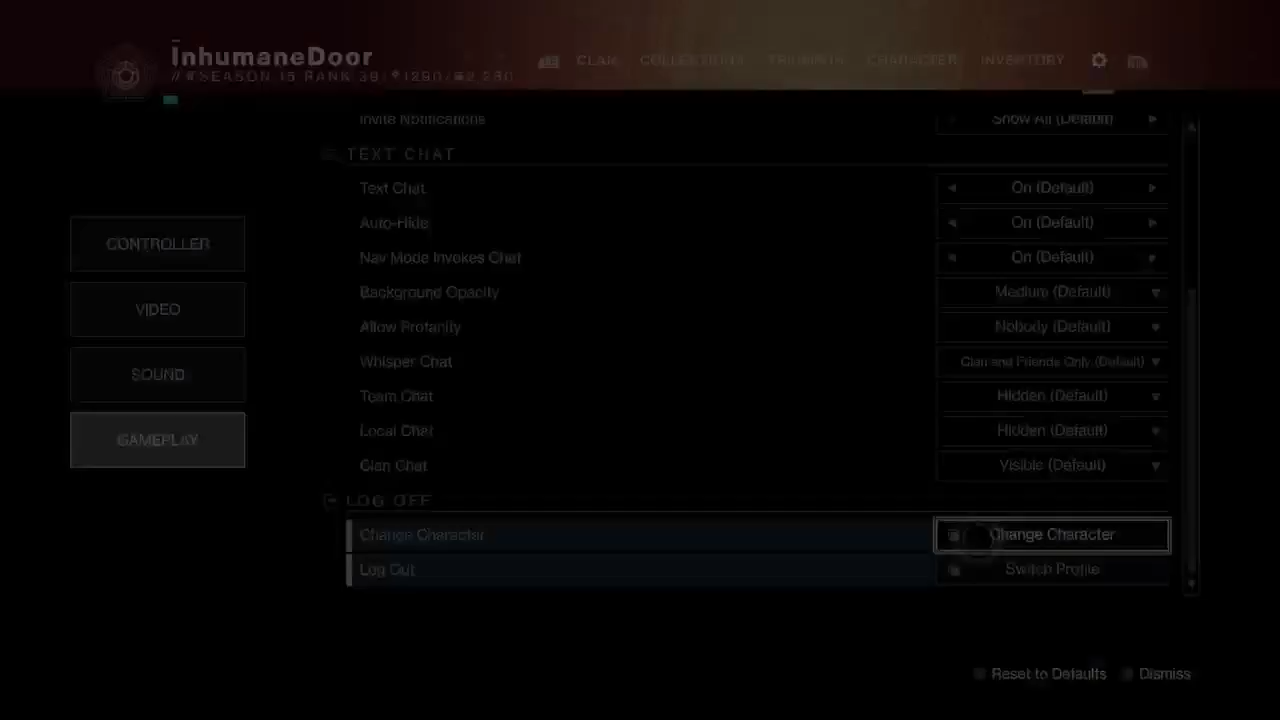 InhumaneDoor
CLAN COLLECTIONS TRIUMPHS CHARACTER INVENTORY
Invite Notifications Show All (Default)
TEXT CHAT
Text Chat On (Default)
Auto-Hide On (Default)
Nav Mode Invokes Chat On (Default)
Background Opacity Medium (Default)
Allow Profanity Nobody (Default)
Whisper Chat Clan and Friends Only (Default)
Team Chat Hidden (Default)
Local Chat Hidden (Default)
Clan Chat Visible (Default)
LOG OFF
Change Character Change Character
Log Out Switch Profile
CONTROLLER
VIDEO
SOUND
GAMEPLAY
Reset to Defaults Dismiss